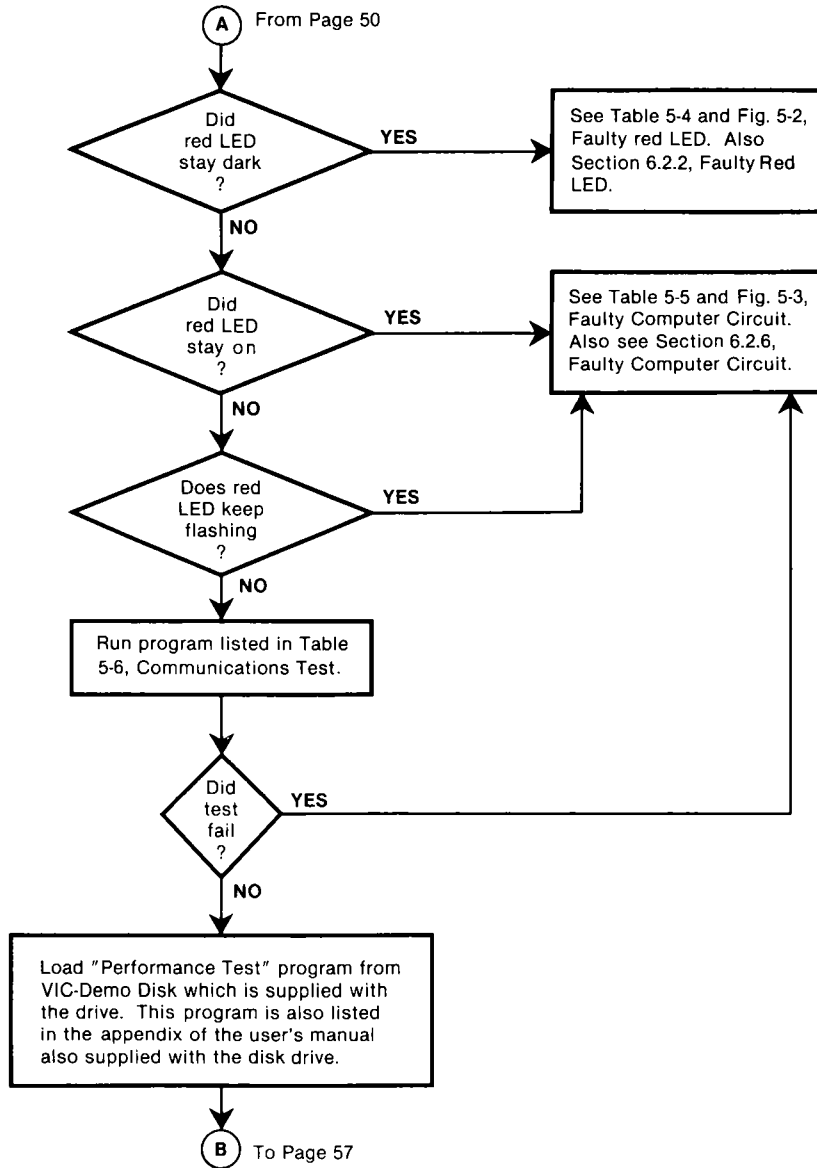 A From Page 50
Did
red LED
stay dark
?
YES
See Table 5-4 and Fig. 5-2,
Faulty red LED. Also
Section 6.2.2, Faulty Red
LED.
NO
Did
red LED
stay on
?
YES
See Table 5-5 and Fig. 5-3,
Faulty Computer Circuit.
Also see Section 6.2.6,
Faulty Computer Circuit.
NO
Does red
LED keep
flashing
?
YES
NO
Run program listed in Table
5-6, Communications Test.
Did
test
fail
?
YES
NO
Load "Performance Test" program from
VIC-Demo Disk which is supplied with
the drive. This program is also listed
in the appendix of the user's manual
also supplied with the disk drive.
B To Page 57